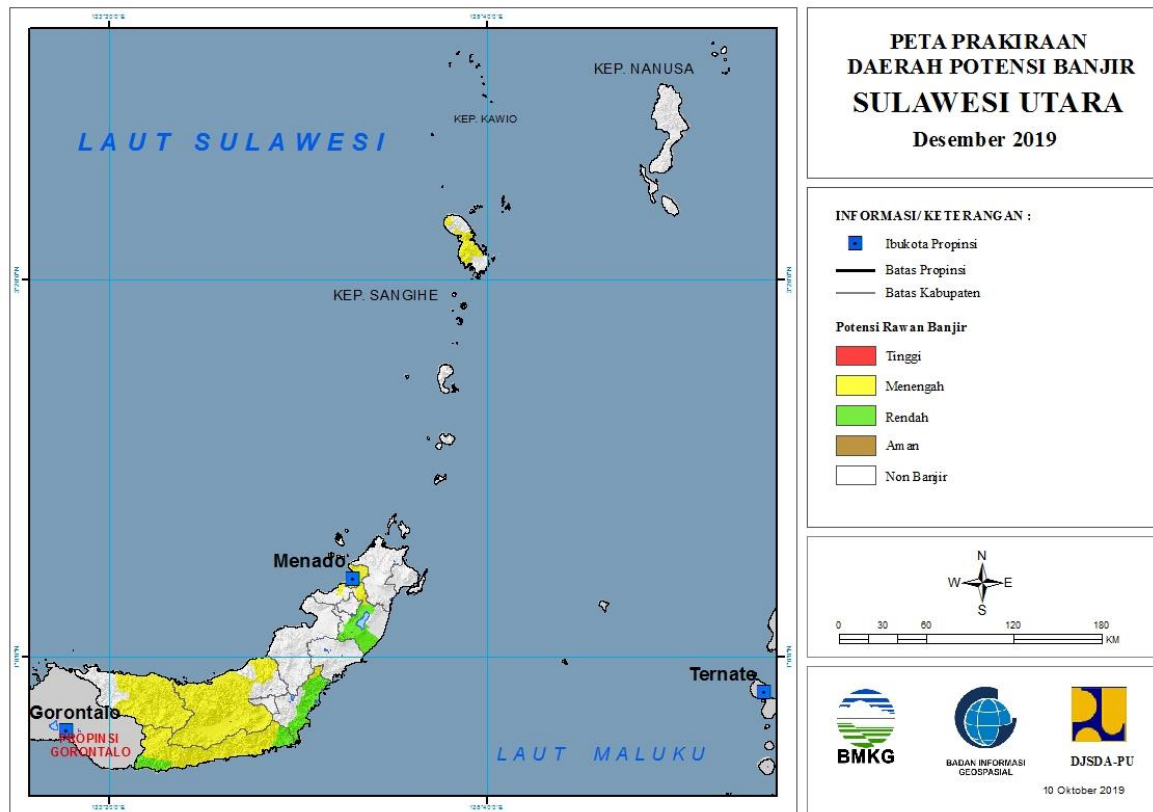 PETA PRAKIRAAN
DAERAH POTENSI BANJIR
SULAWESI UTARA
Desember 2019
KEP. NANUSA
KEP. KAWIO
LAUT SULAWESI
KEP. SANGIHE
Menado
Ternate
Gorontalo
PROPINSI
GORONTALO
LAUT MALUKU
INFORMASI/KETERANGAN :
Ibukota Propinsi
Batas Propinsi
Batas Kabupaten
Potensi Rawan Banjir
Tinggi
Menengah
Rendah
Aman
Non Banjir
N
W E
S
0 30 60 120 180
KM
BMKG
BADAN INFORMASI
GEOSPASIAL
DJSDA-PU
10 Oktober 2019